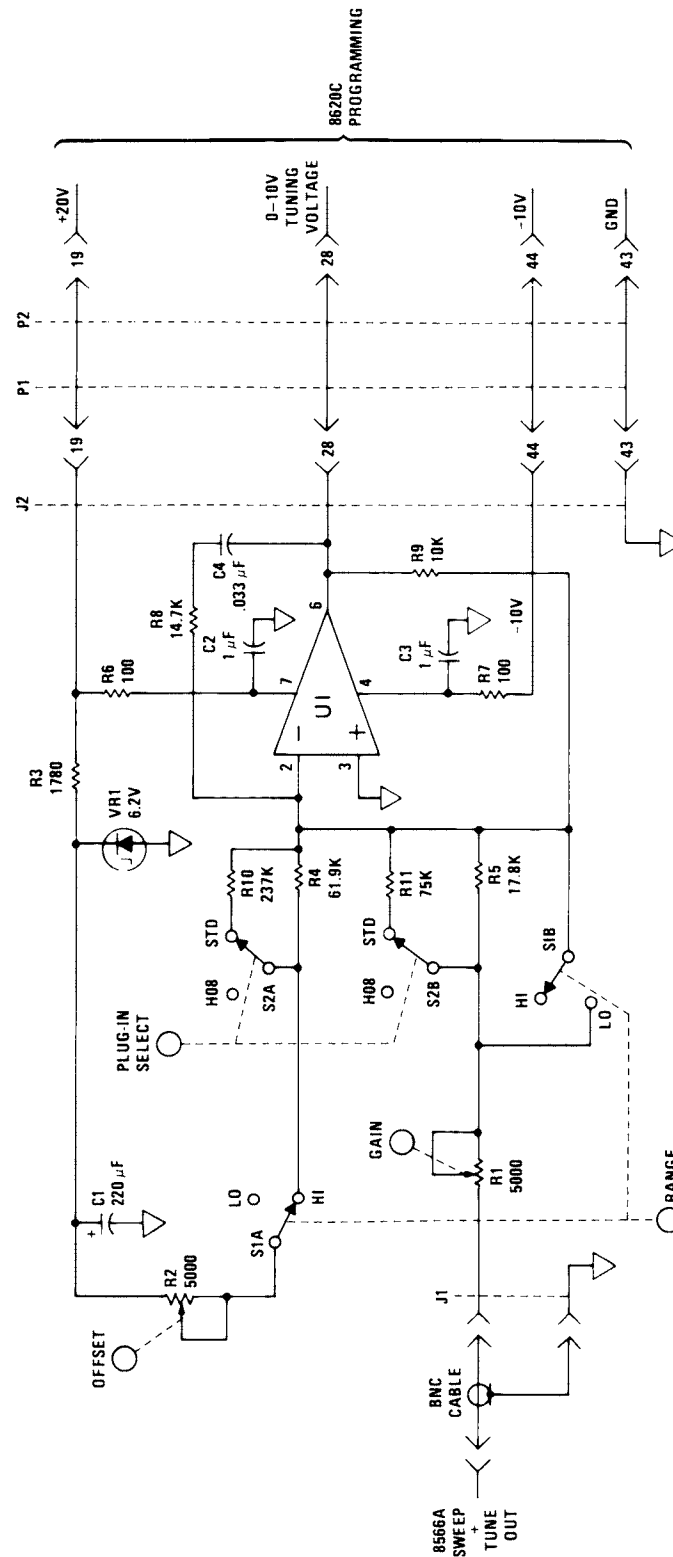 8620C
PROGRAMMING
+20V
0-10V
TUNING
VOLTAGE
-10V
GND
19
28
44
43
P2
P1
19
28
44
43
J2
R3
1780
VR1
6.2V
R6
100
R8
14.7K
C4
.033 µF
C2
1 µF
7
2
3
U1
6
4
C3
1 µF
R7
100
-10V
R9
10K
PLUG-IN
SELECT
H08
STD
S2A
R10
237K
R4
61.9K
H08
STD
S2B
R11
75K
R5
17.8K
HI
LO
S1B
C1
220 µF
+
R2
5000
OFFSET
S1A
LO
HI
GAIN
R1
5000
RANGE
J1
BNC
CABLE
8566A
SWEEP
+
TUNE
OUT